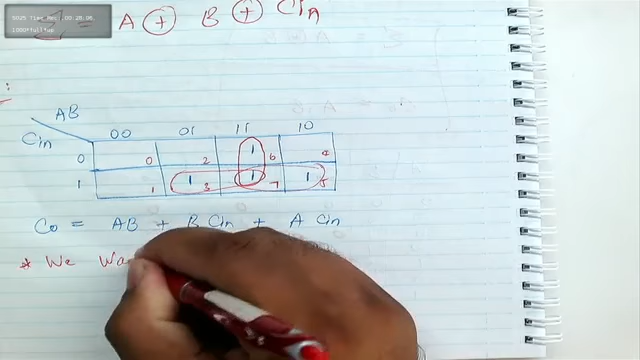 = A ⊕ B ⊕ Cin
:
AB
Cin 00 01 11 10
0 0 2 1 6 4
1 1 1 3 1 7 1 5
Co = AB + B Cin + A Cin
* We Wa